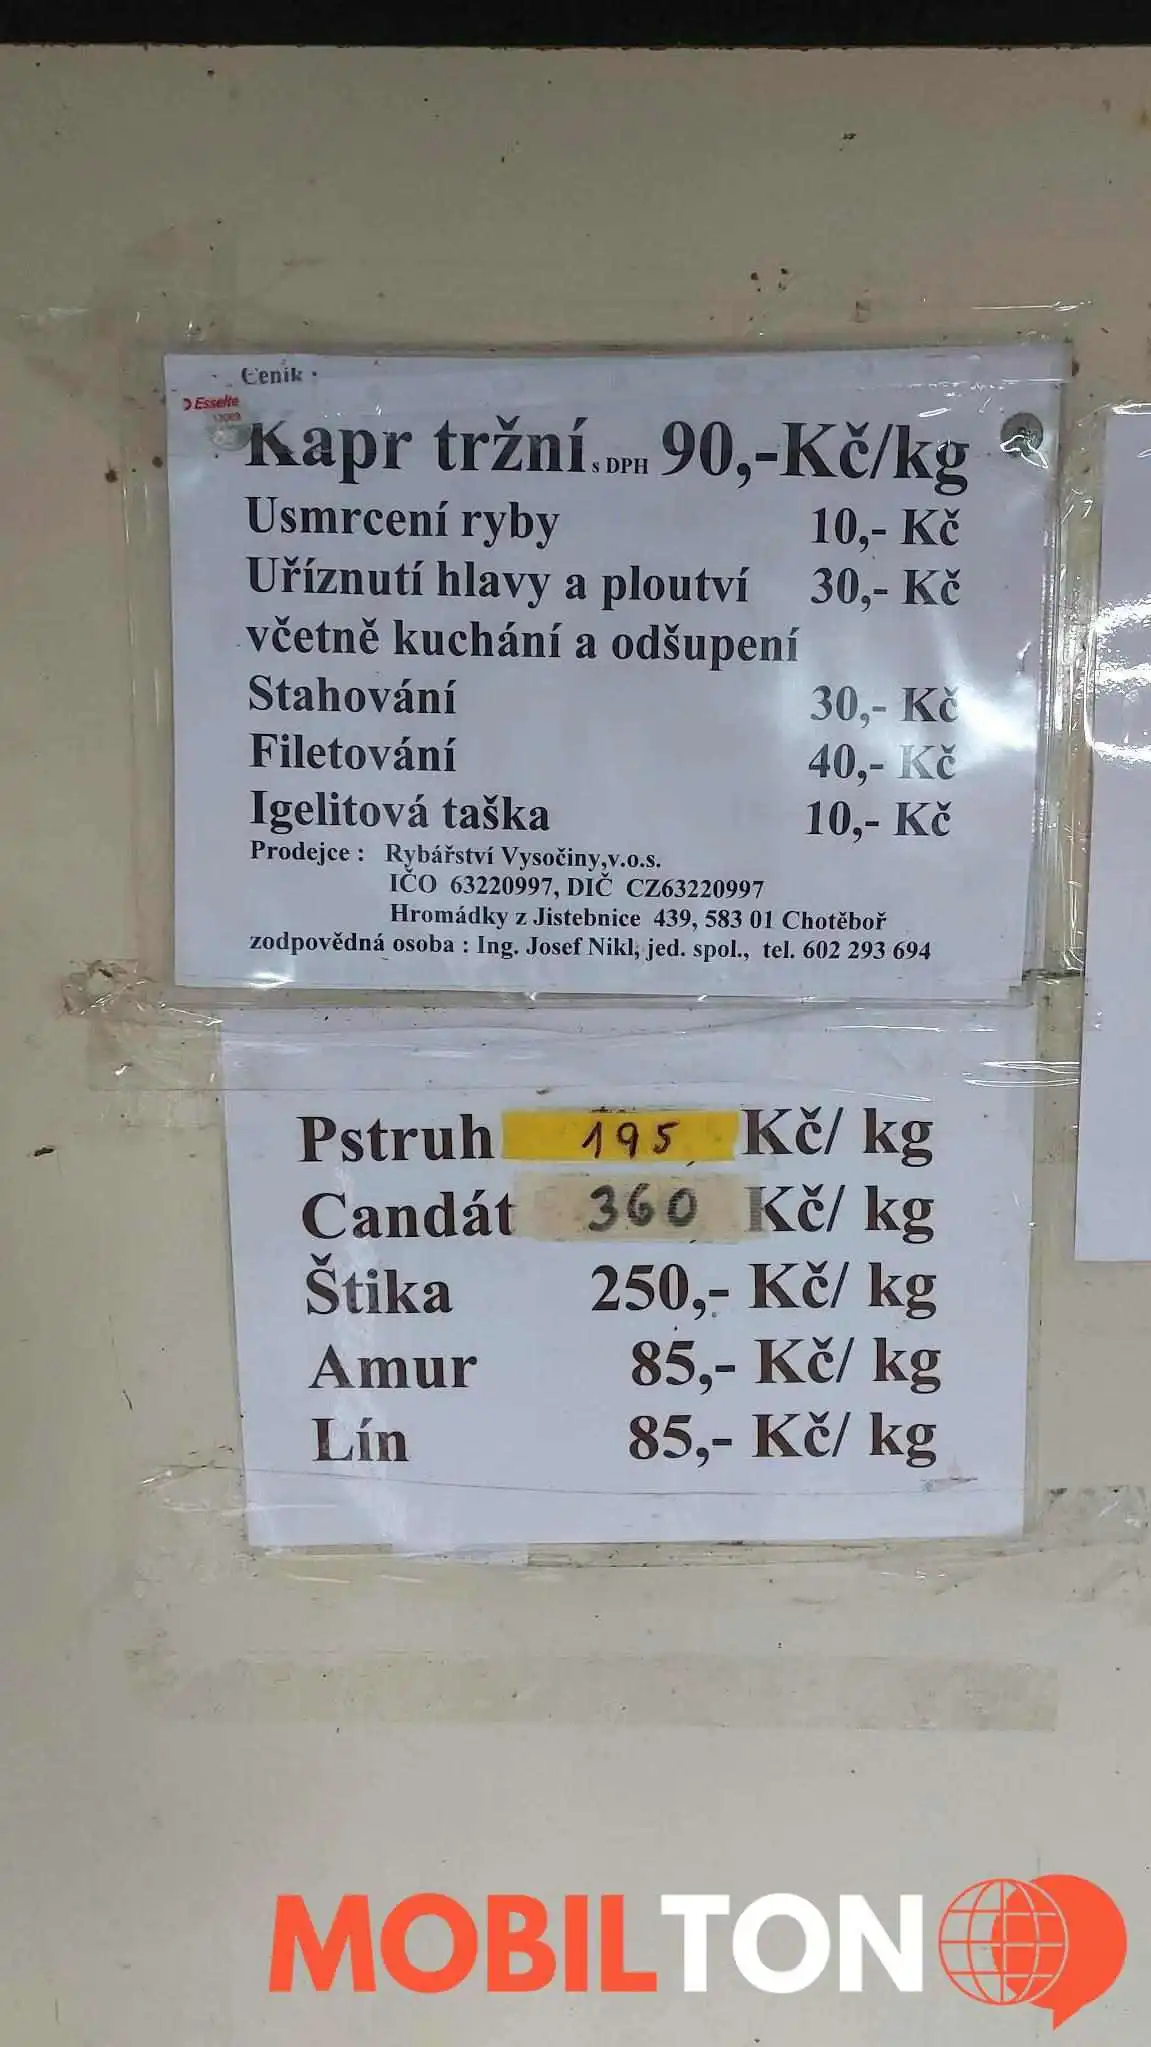 Ceník :
Esselte
Kapr tržní s DPH 90,-Kč/kg
Usmrcení ryby 10,- Kč
Uříznutí hlavy a ploutví 30,- Kč
včetně kuchání a odšupení
Stahování 30,- Kč
Filetování 40,- Kč
Igelitová taška 10,- Kč
Prodejce : Rybářství Vysočiny,v.o.s.
IČO 63220997, DIČ CZ63220997
Hromádky z Jistebnice 439, 583 01 Chotěboř
zodpovědná osoba : Ing. Josef Nikl, jed. spol., tel. 602 293 694
Pstruh 195 Kč/ kg
Candát 360 Kč/ kg
Štika 250,- Kč/ kg
Amur 85,- Kč/ kg
Lín 85,- Kč/ kg
MOBILTON